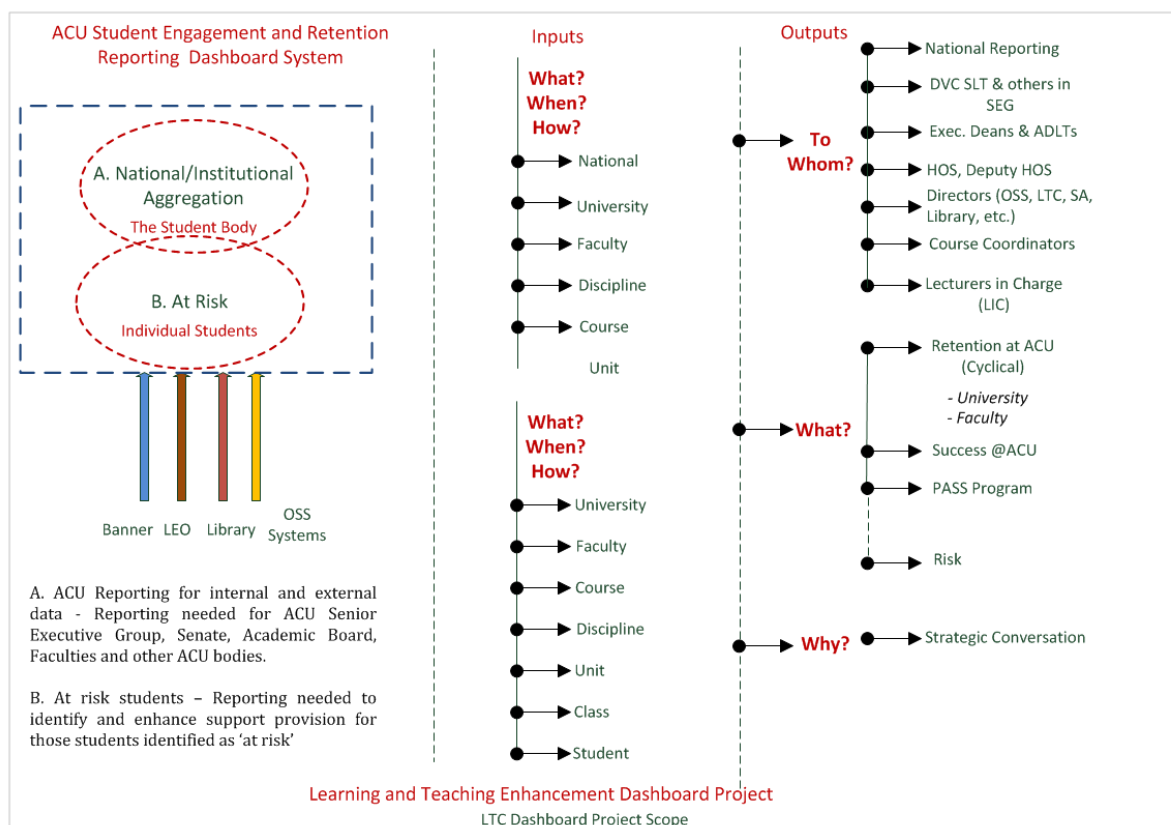 ACU Student Engagement and Retention
Reporting Dashboard System
A. National/Institutional
Aggregation
The Student Body
B. At Risk
Individual Students
Banner
LEO
Library
OSS
Systems
A. ACU Reporting for internal and external
data - Reporting needed for ACU Senior
Executive Group, Senate, Academic Board,
Faculties and other ACU bodies.
B. At risk students – Reporting needed to
identify and enhance support provision for
those students identified as ‘at risk’
Inputs
What?
When?
How?
National
University
Faculty
Discipline
Course
Unit
What?
When?
How?
University
Faculty
Course
Discipline
Unit
Class
Student
Outputs
To
Whom?
National Reporting
DVC SLT & others in
SEG
Exec. Deans & ADLTs
HOS, Deputy HOS
Directors (OSS, LTC, SA,
Library, etc.)
Course Coordinators
Lecturers in Charge
(LIC)
What?
Retention at ACU
(Cyclical)
- University
- Faculty
Success @ACU
PASS Program
Risk
Why?
Strategic Conversation
Learning and Teaching Enhancement Dashboard Project
LTC Dashboard Project Scope